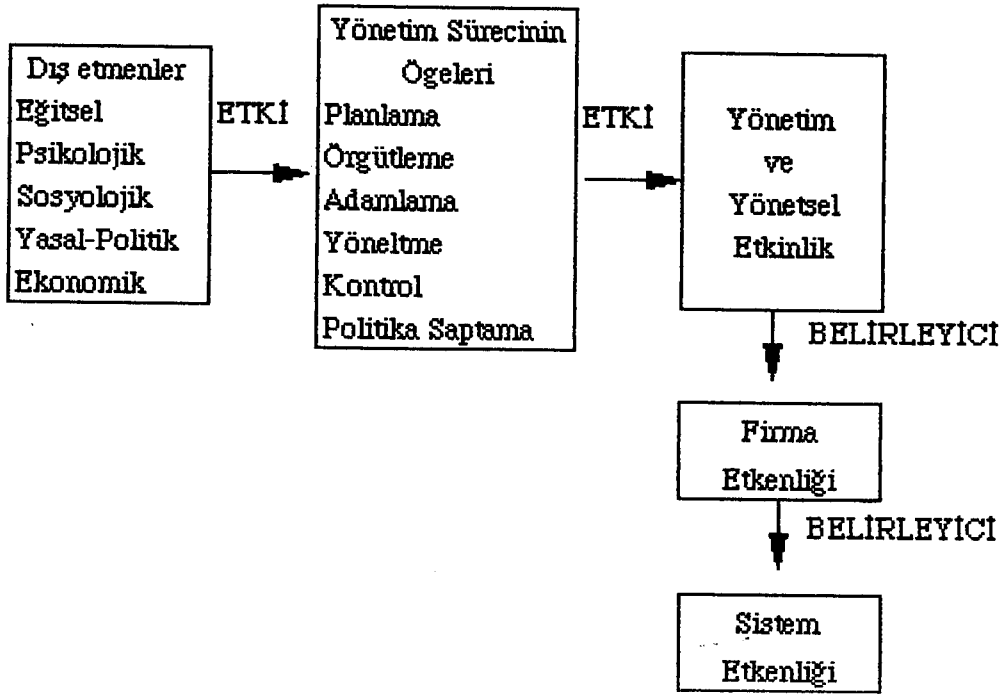 Dış etmenler
Eğitsel
Psikolojik
Sosyolojik
Yasal-Politik
Ekonomik
ETKİ
Yönetim Sürecinin
Ögeleri
Planlama
Örgütleme
Adamlama
Yöneltme
Kontrol
Politika Saptama
ETKİ
Yönetim
ve
Yönetsel
Etkinlik
BELİRLEYİCİ
Firma
Etkenliği
BELİRLEYİCİ
Sistem
Etkenliği